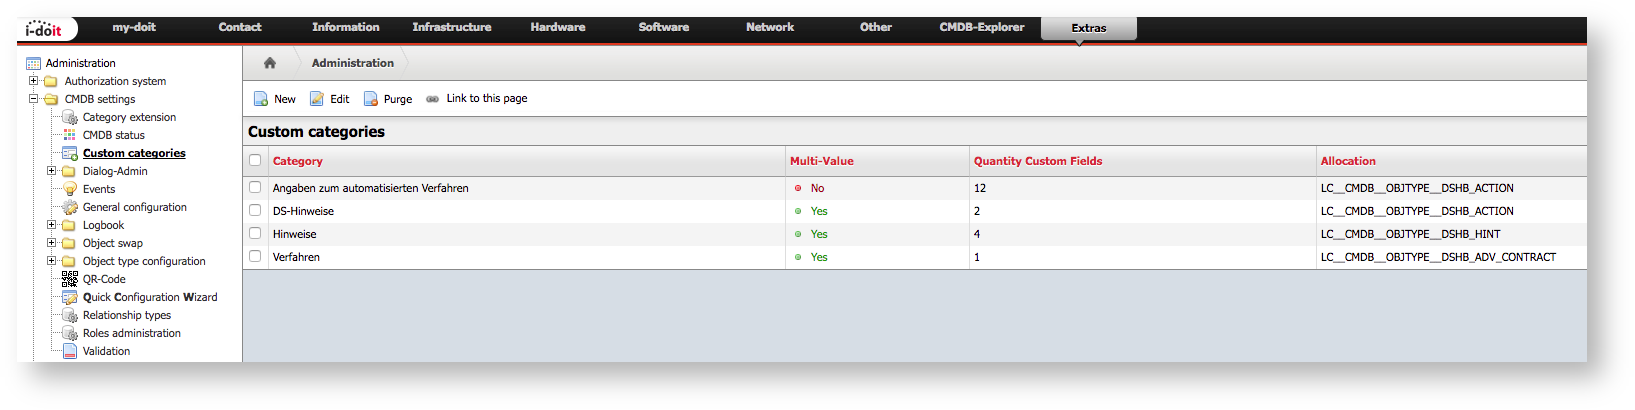 i-doit my-doit Contact Information Infrastructure Hardware Software Network Other CMDB-Explorer Extras
Administration
Authorization system
CMDB settings
Category extension
CMDB status
Custom categories
Dialog-Admin
Events
General configuration
Logbook
Object swap
Object type configuration
QR-Code
Quick Configuration Wizard
Relationship types
Roles administration
Validation
Administration
New Edit Purge Link to this page
Custom categories
Category Multi-Value Quantity Custom Fields Allocation
Angaben zum automatisierten Verfahren No 12 LC__CMDB__OBJTYPE__DSHB_ACTION
DS-Hinweise Yes 2 LC__CMDB__OBJTYPE__DSHB_ACTION
Hinweise Yes 4 LC__CMDB__OBJTYPE__DSHB_HINT
Verfahren Yes 1 LC__CMDB__OBJTYPE__DSHB_ADV_CONTRACT